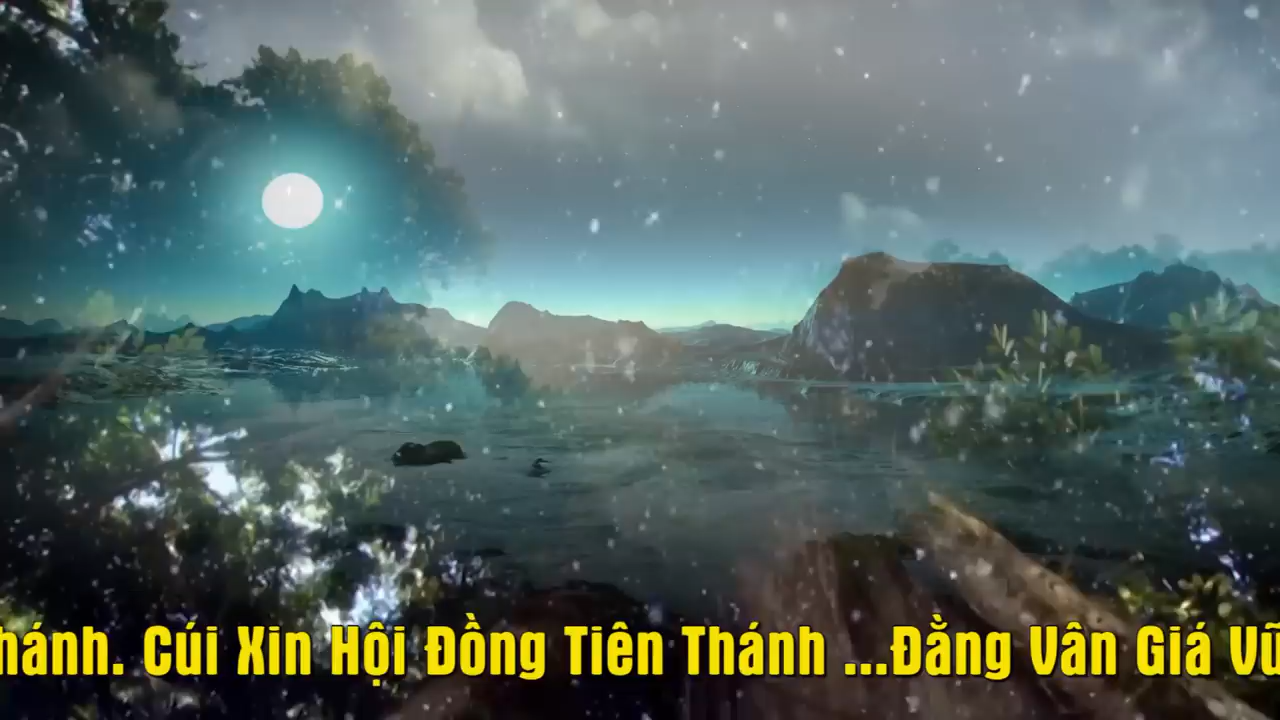 hánh. Cúi Xin Hội Đồng Tiên Thánh ...Đằng Vân Giá Vũ